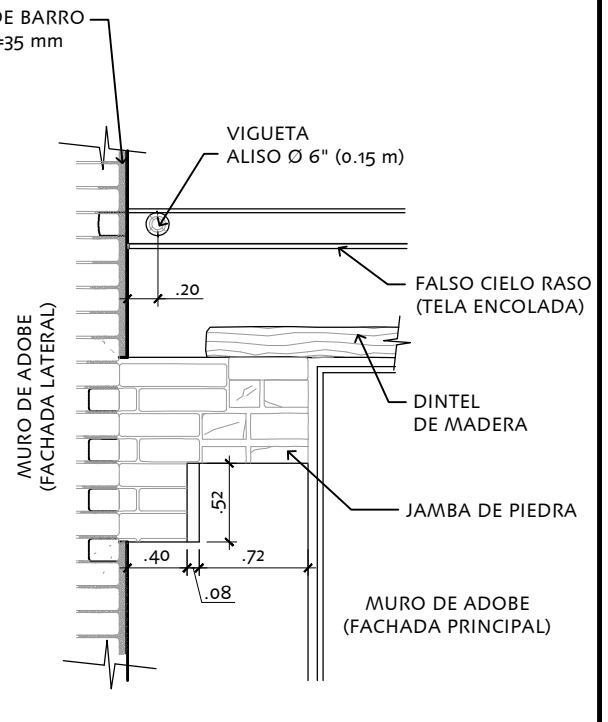 DE BARRO
=35 mm
VIGUETA
ALISO Ø 6" (0.15 m)
.20
FALSO CIELO RASO
(TELA ENCOLADA)
MURO DE ADOBE
(FACHADA LATERAL)
DINTEL
DE MADERA
.52
JAMBA DE PIEDRA
.40
.72
.08
MURO DE ADOBE
(FACHADA PRINCIPAL)